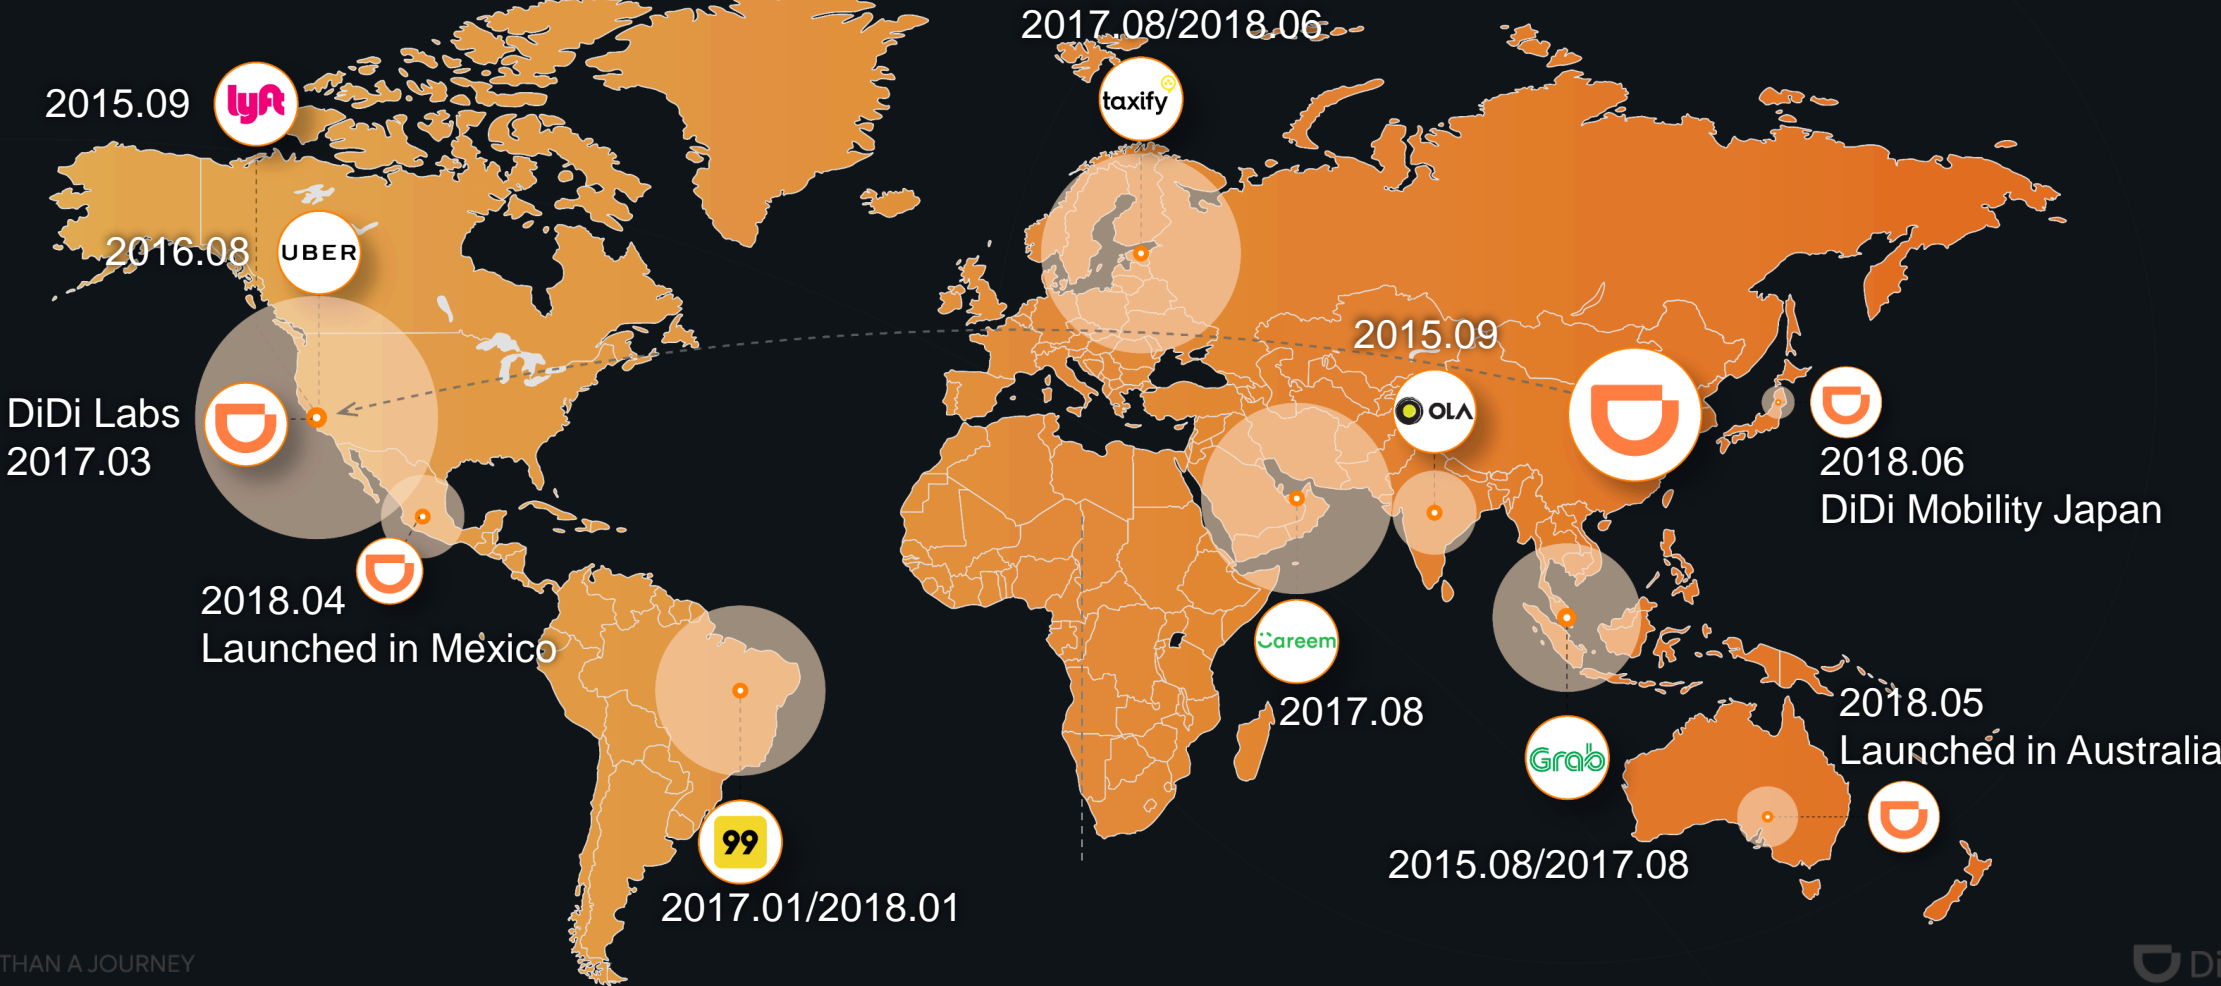 2017.08/2018.06
taxify
2015.09
lyft
2016.08
UBER
2015.09
OLA
DiDi Labs
2017.03
2018.06
DiDi Mobility Japan
2018.04
Launched in Mexico
Careem
2017.08
2018.05
Launched in Australia
Grab
2015.08/2017.08
99
2017.01/2018.01
THAN A JOURNEY
Di